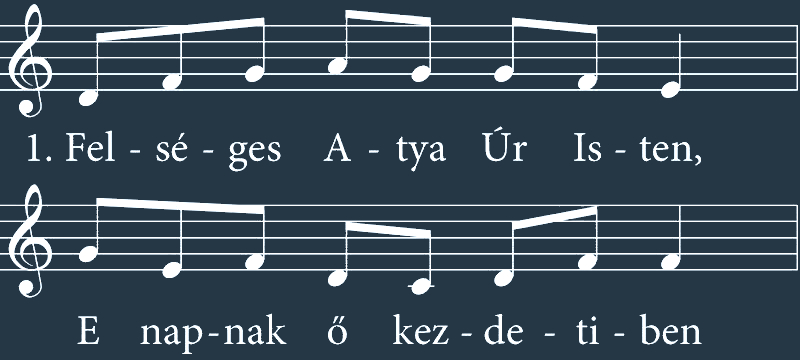 1. Fel - sé - ges A - tya Úr Is - ten,
E nap - nak ő kez - de - ti - ben